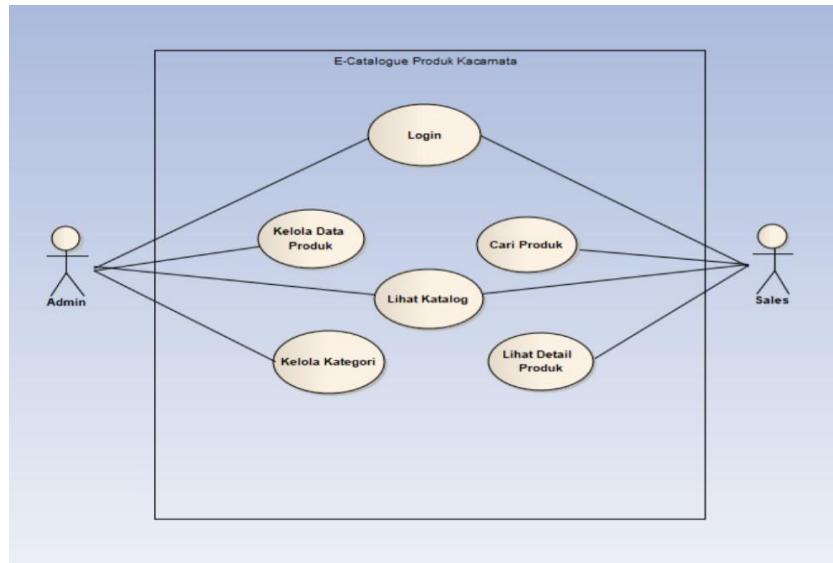 E-Catalogue Produk Kacamata
Login
Kelola Data
Produk
Cari Produk
Admin
Lihat Katalog
Sales
Kelola Kategori
Lihat Detail
Produk